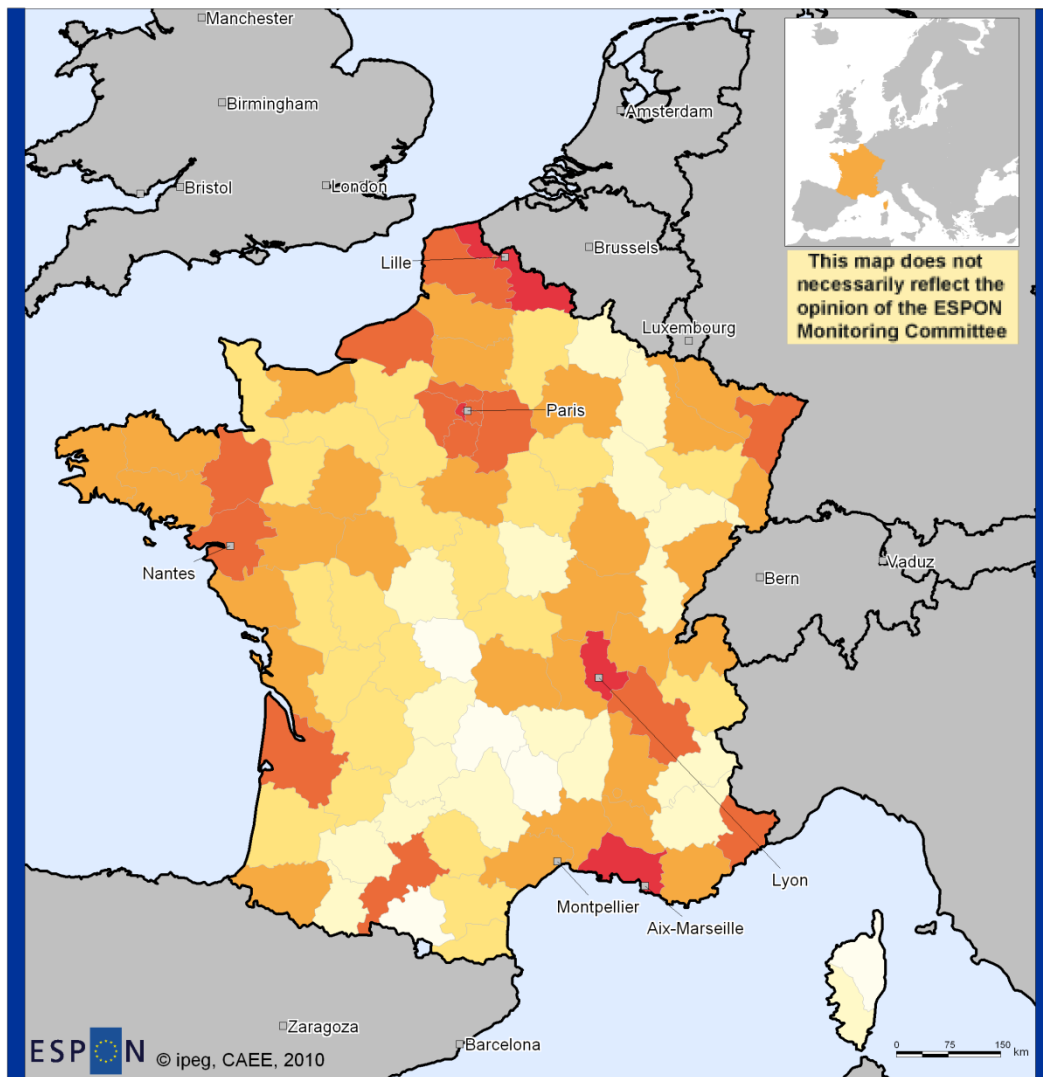 Manchester
Birmingham
Amsterdam
Bristol
London
Brussels
Lille
This map does not
necessarily reflect the
opinion of the ESPON
Monitoring Committee
Luxembourg
Paris
Nantes
Bern
Vaduz
Lyon
Montpellier
Aix-Marseille
Zaragoza
Barcelona
ESPON © ipeg, CAEE, 2010
0 75 150
km